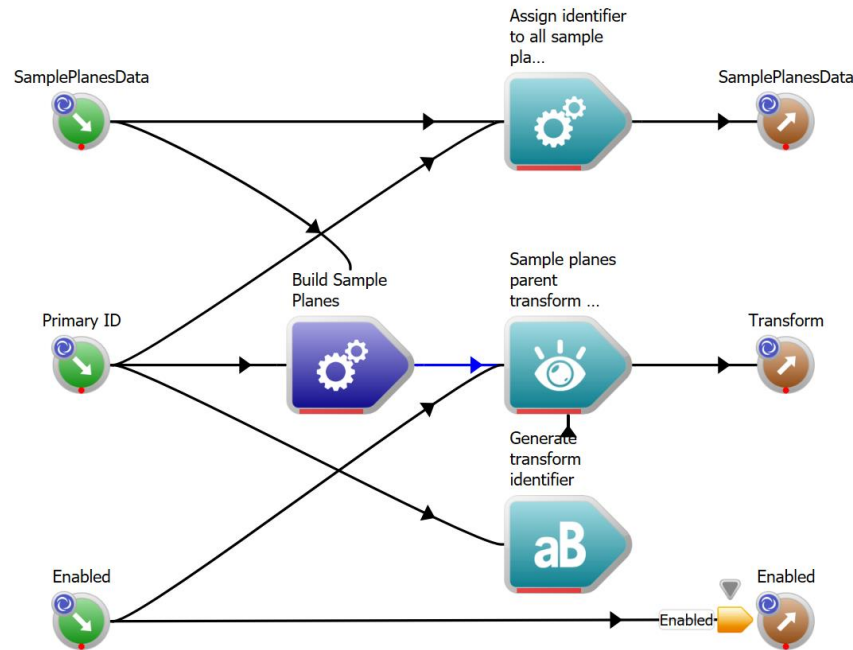 Assign identifier
to all sample
pla...
SamplePlanesData
SamplePlanesData
Build Sample
Planes
Sample planes
parent
transform ...
Primary ID
Transform
Generate
transform
identifier
aB
Enabled
Enabled
Enabled